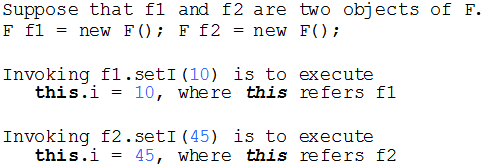 Suppose that f1 and f2 are two objects of F.
F f1 = new F(); F f2 = new F();
Invoking f1.setI(10) is to execute
this.i = 10, where this refers f1
Invoking f2.setI(45) is to execute
this.i = 45, where this refers f2